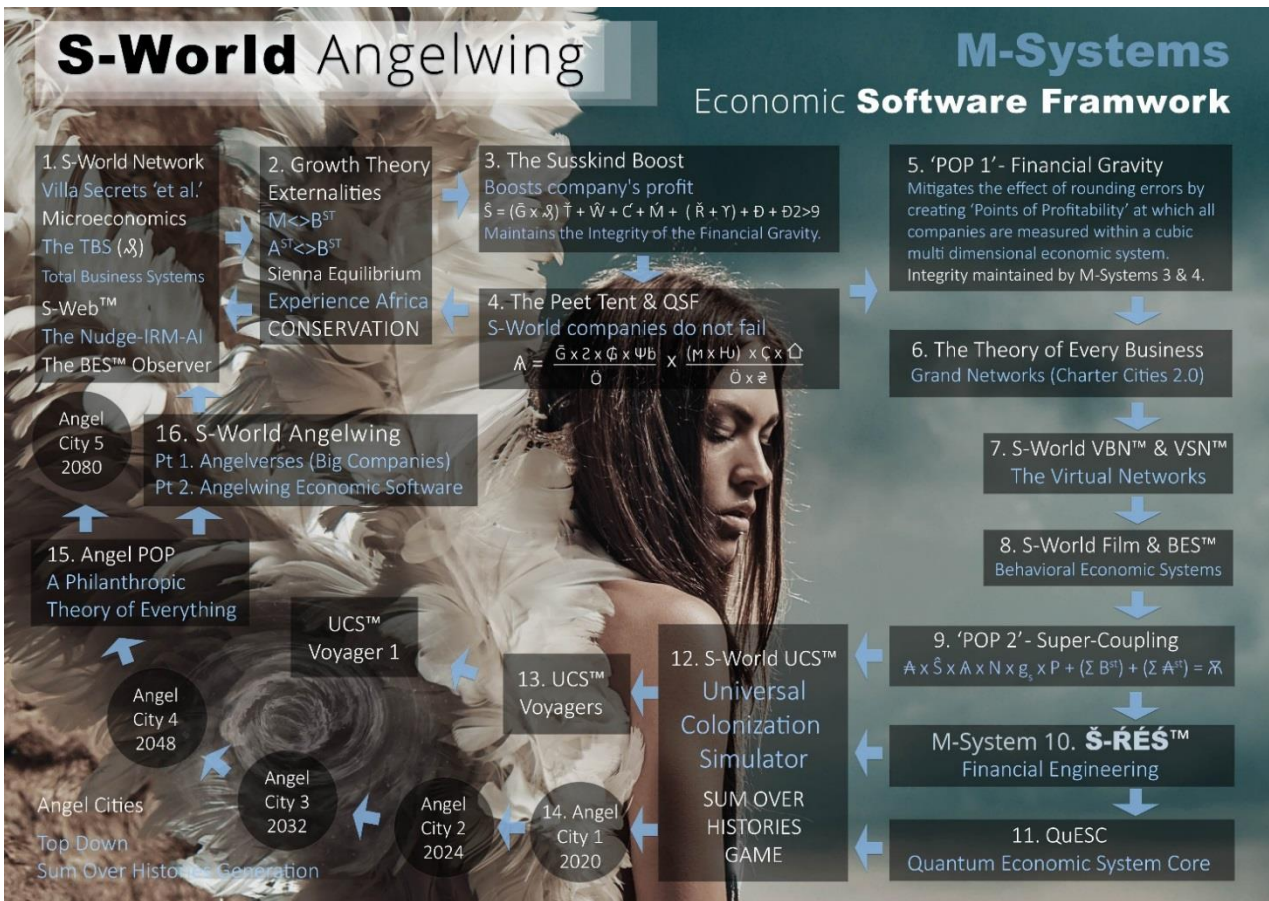 S-World Angelwing
M-Systems
Economic Software Framwork
1. S-World Network
Villa Secrets ‘et al.’
Microeconomics
The TBS (𝒮)
Total Business Systems
S-Web™
The Nudge-IRM-AI
The BES™ Observer
2. Growth Theory
Externalities
M<>Bˢᵀ
Aˢᵀ<>Bˢᵀ
Sienna Equilibrium
Experience Africa
CONSERVATION
3. The Susskind Boost
Boosts company's profit
Maintains the Integrity of the Financial Gravity.
4. The Peet Tent & QSF
S-World companies do not fail
5. ‘POP 1’- Financial Gravity
Mitigates the effect of rounding errors by
creating ‘Points of Profitability’ at which all
companies are measured within a cubic
multi dimensional economic system.
Integrity maintained by M-Systems 3 & 4.
6. The Theory of Every Business
Grand Networks (Charter Cities 2.0)
7. S-World VBN™ & VSN™
The Virtual Networks
8. S-World Film & BES™
Behavioral Economic Systems
9. ‘POP 2’- Super-Coupling
M-System 10. Š-ŔÉŚ™
Financial Engineering
11. QuESC
Quantum Economic System Core
12. S-World UCS™
Universal
Colonization
Simulator
SUM OVER
HISTORIES
GAME
13. UCS™
Voyagers
UCS™
Voyager 1
14. Angel
City 1
2020
Angel
City 2
2024
Angel
City 3
2032
Angel
City 4
2048
Angel
City 5
2080
15. Angel POP
A Philanthropic
Theory of Everything
16. S-World Angelwing
Pt 1. Angelverses (Big Companies)
Pt 2. Angelwing Economic Software
Angel Cities
Top Down
Sum Over Histories Generation